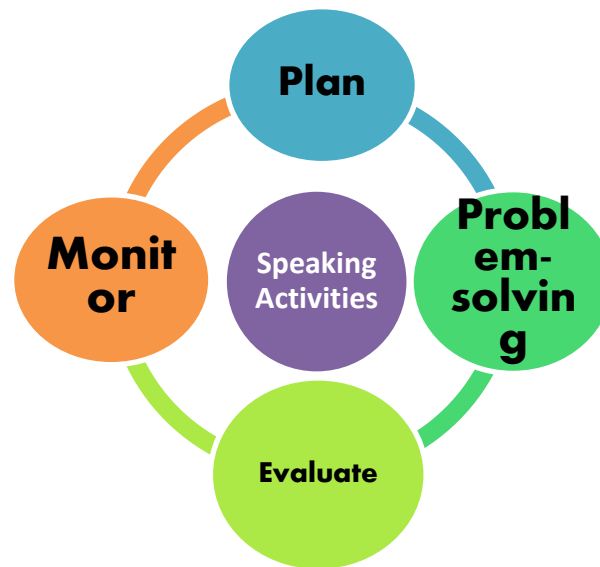 Plan
Probl
em-
solvin
g
Speaking
Activities
Monit
or
Evaluate